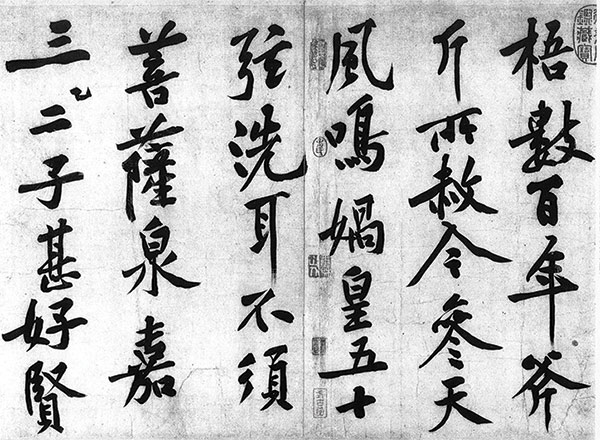 梧數百年斧
斤所赦今參天
風鳴媧皇五十
弦洗耳不須
菩薩泉嘉
三二子甚好賢